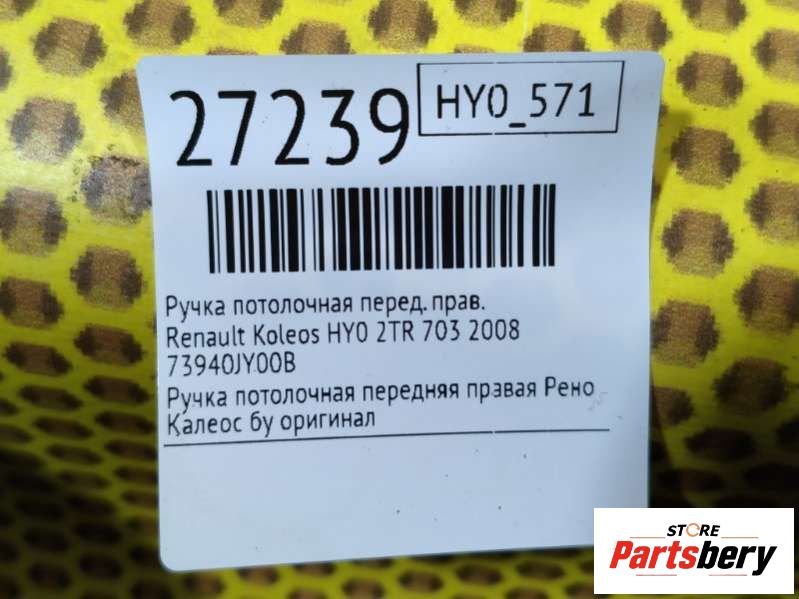 27239
HY0_571
Ручка потолочная перед. прав.
Renault Koleos HY0 2TR 703 2008
73940JY00B
Ручка потолочная передняя правая Рено
Калеос бу оригинал
STORE
Partsbery